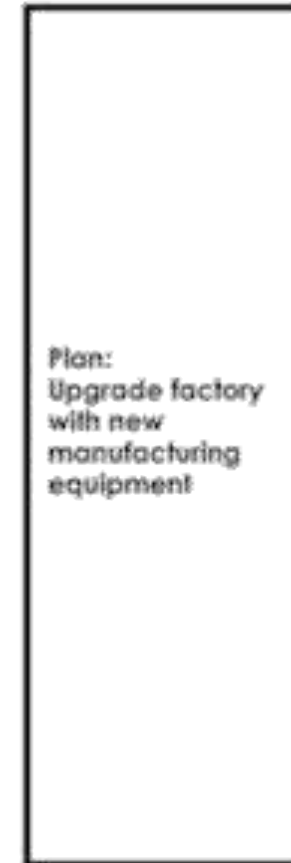 Plan:
Upgrade factory
with new
manufacturing
equipment